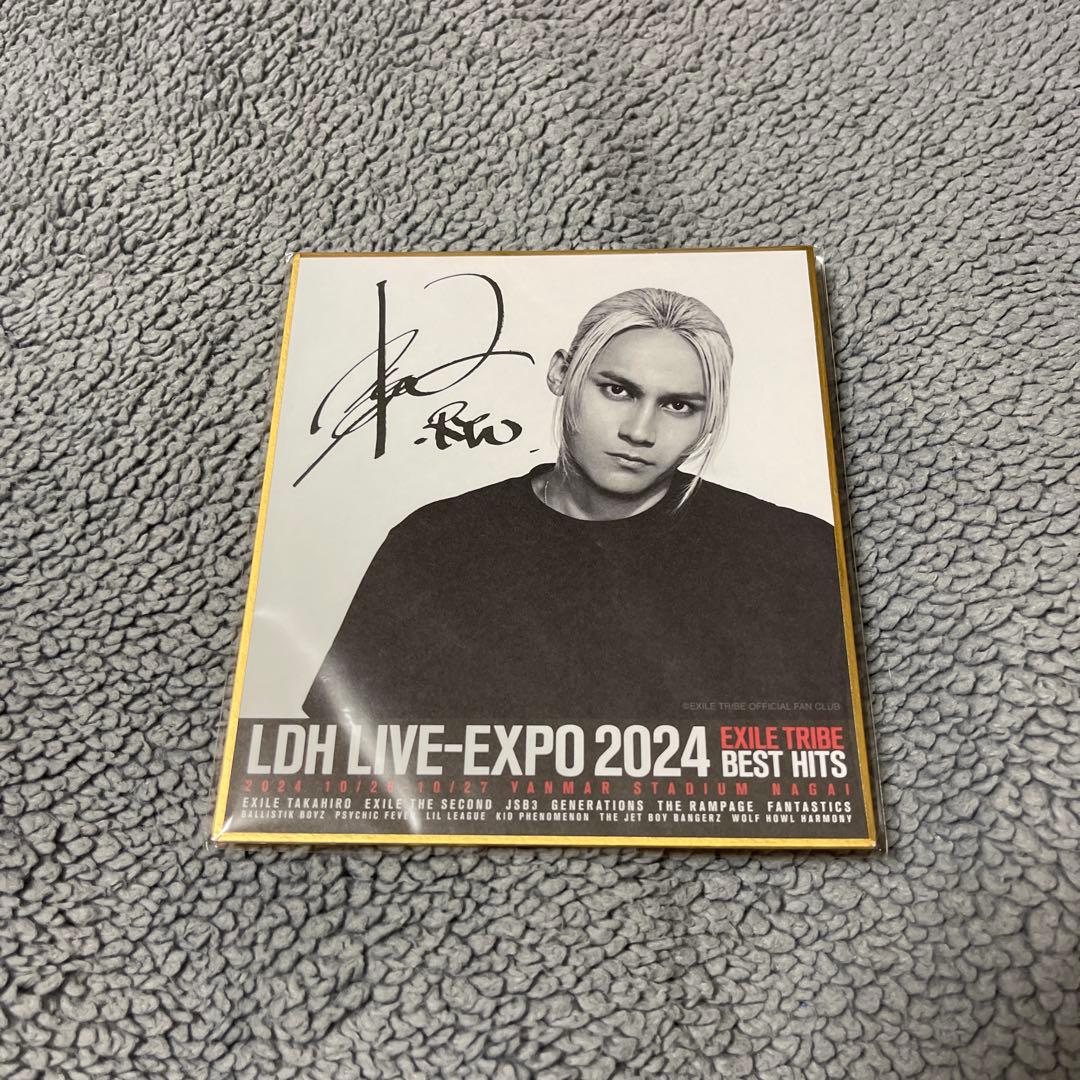 ©EXILE TRIBE OFFICIAL FAN CLUB
LDH LIVE-EXPO 2024 EXILE TRIBE BEST HITS
2024 10/26-10/27 YANMAR STADIUM NAGAI
EXILE TAKAHIRO EXILE THE SECOND JSB3 GENERATIONS THE RAMPAGE FANTASTICS
BALLISTIK BOYZ PSYCHIC FEVER LIL LEAGUE KID PHENOMENON THE JET BOY BANGERZ WOLF HOWL HARMONY